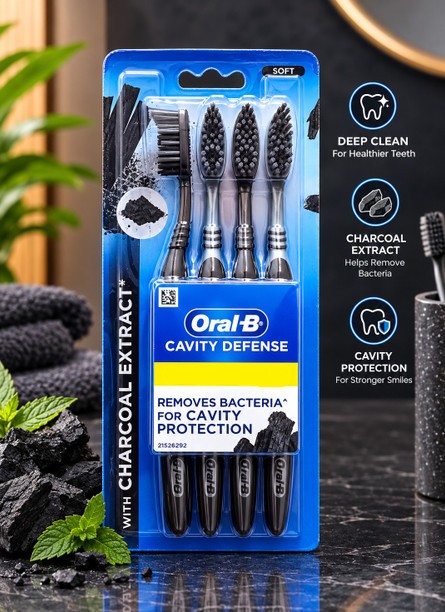 SOFT
WITH CHARCOAL EXTRACT*
Oral-B®
CAVITY DEFENSE
REMOVES BACTERIA^
FOR CAVITY
PROTECTION
21526292
Oral-B
Oral-B
Oral-B
Oral-B
DEEP CLEAN
For Healthier Teeth
CHARCOAL
EXTRACT
Helps Remove
Bacteria
CAVITY
PROTECTION
For Stronger Smiles